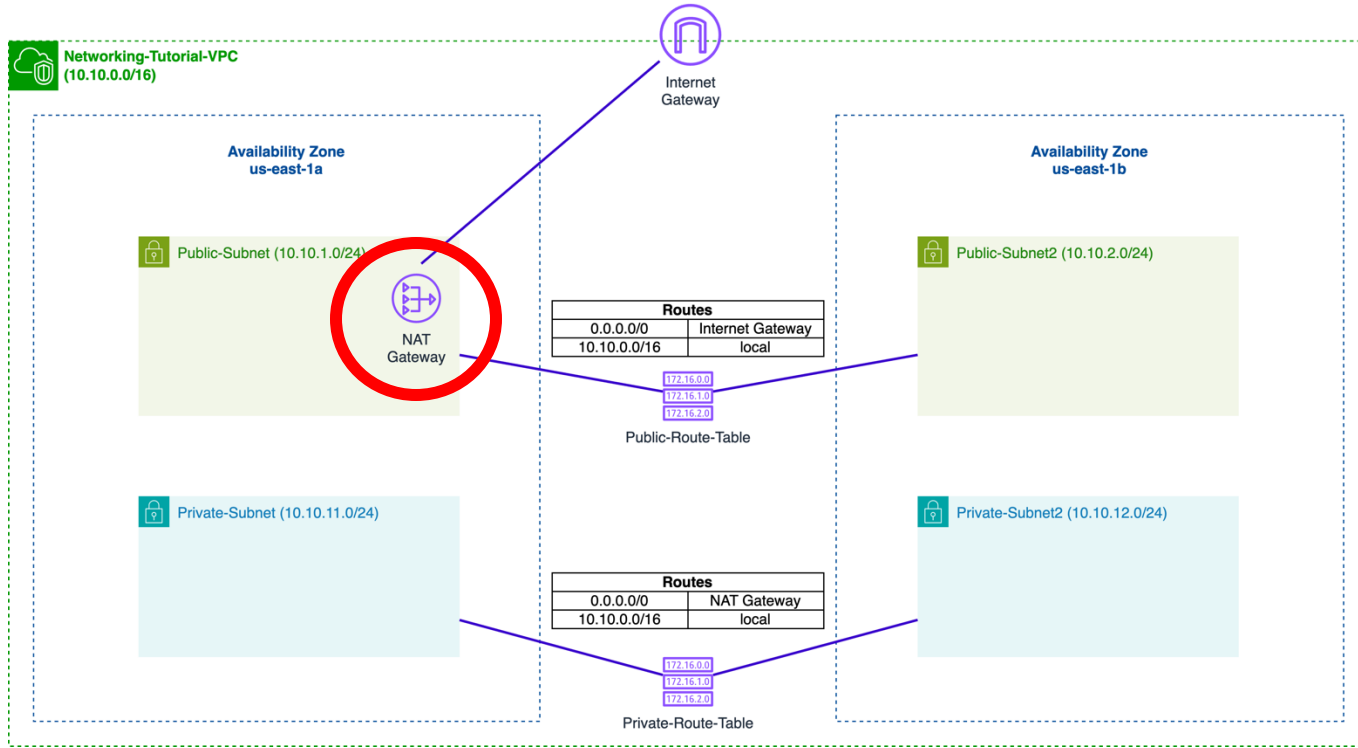 Networking-Tutorial-VPC
(10.10.0.0/16)
Internet
Gateway
Availability Zone
us-east-1a
Availability Zone
us-east-1b
Public-Subnet (10.10.1.0/24)
NAT
Gateway
Public-Subnet2 (10.10.2.0/24)
Routes
0.0.0.0/0 Internet Gateway
10.10.0.0/16 local
172.16.0.0
172.16.1.0
172.16.2.0
Public-Route-Table
Private-Subnet (10.10.11.0/24)
Private-Subnet2 (10.10.12.0/24)
Routes
0.0.0.0/0 NAT Gateway
10.10.0.0/16 local
172.16.0.0
172.16.1.0
172.16.2.0
Private-Route-Table